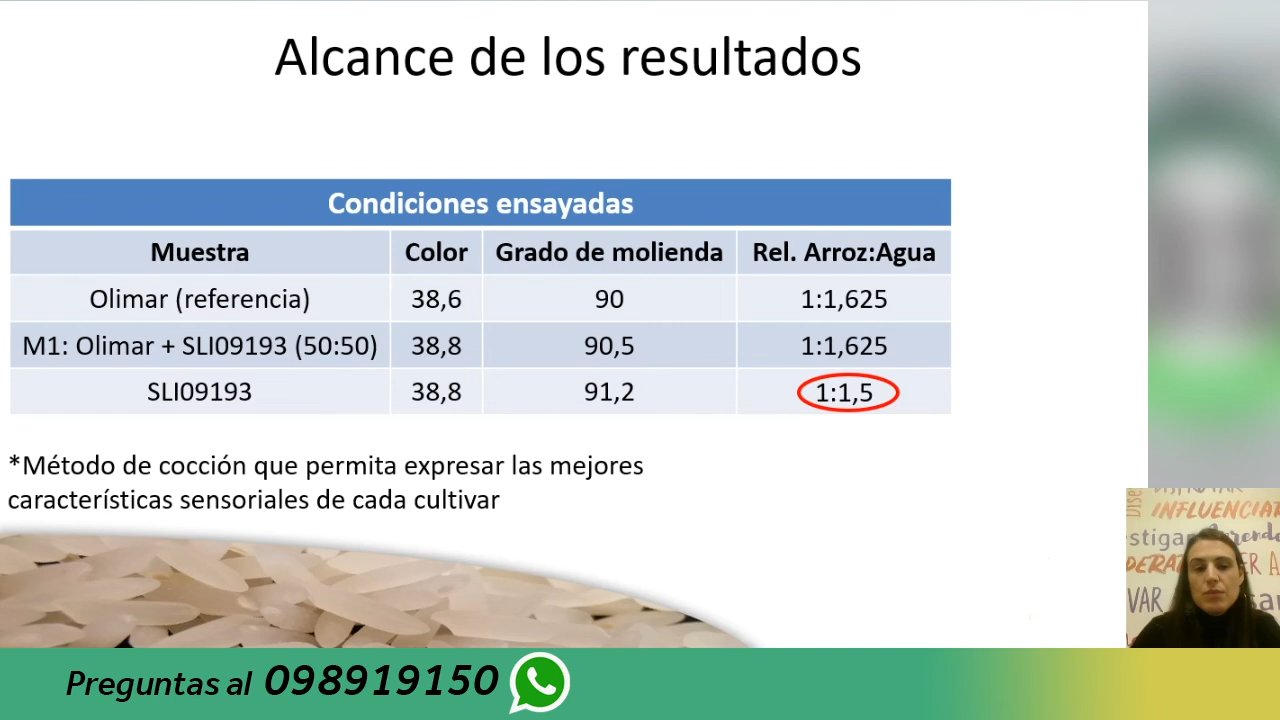 Alcance de los resultados
Condiciones ensayadas
Muestra Color Grado de molienda Rel. Arroz:Agua
Olimar (referencia) 38,6 90 1:1,625
M1: Olimar + SLI09193 (50:50) 38,8 90,5 1:1,625
SLI09193 38,8 91,2 1:1,5
*Método de cocción que permita expresar las mejores
características sensoriales de cada cultivar
INFLUENCIAR
Preguntas al 098919150